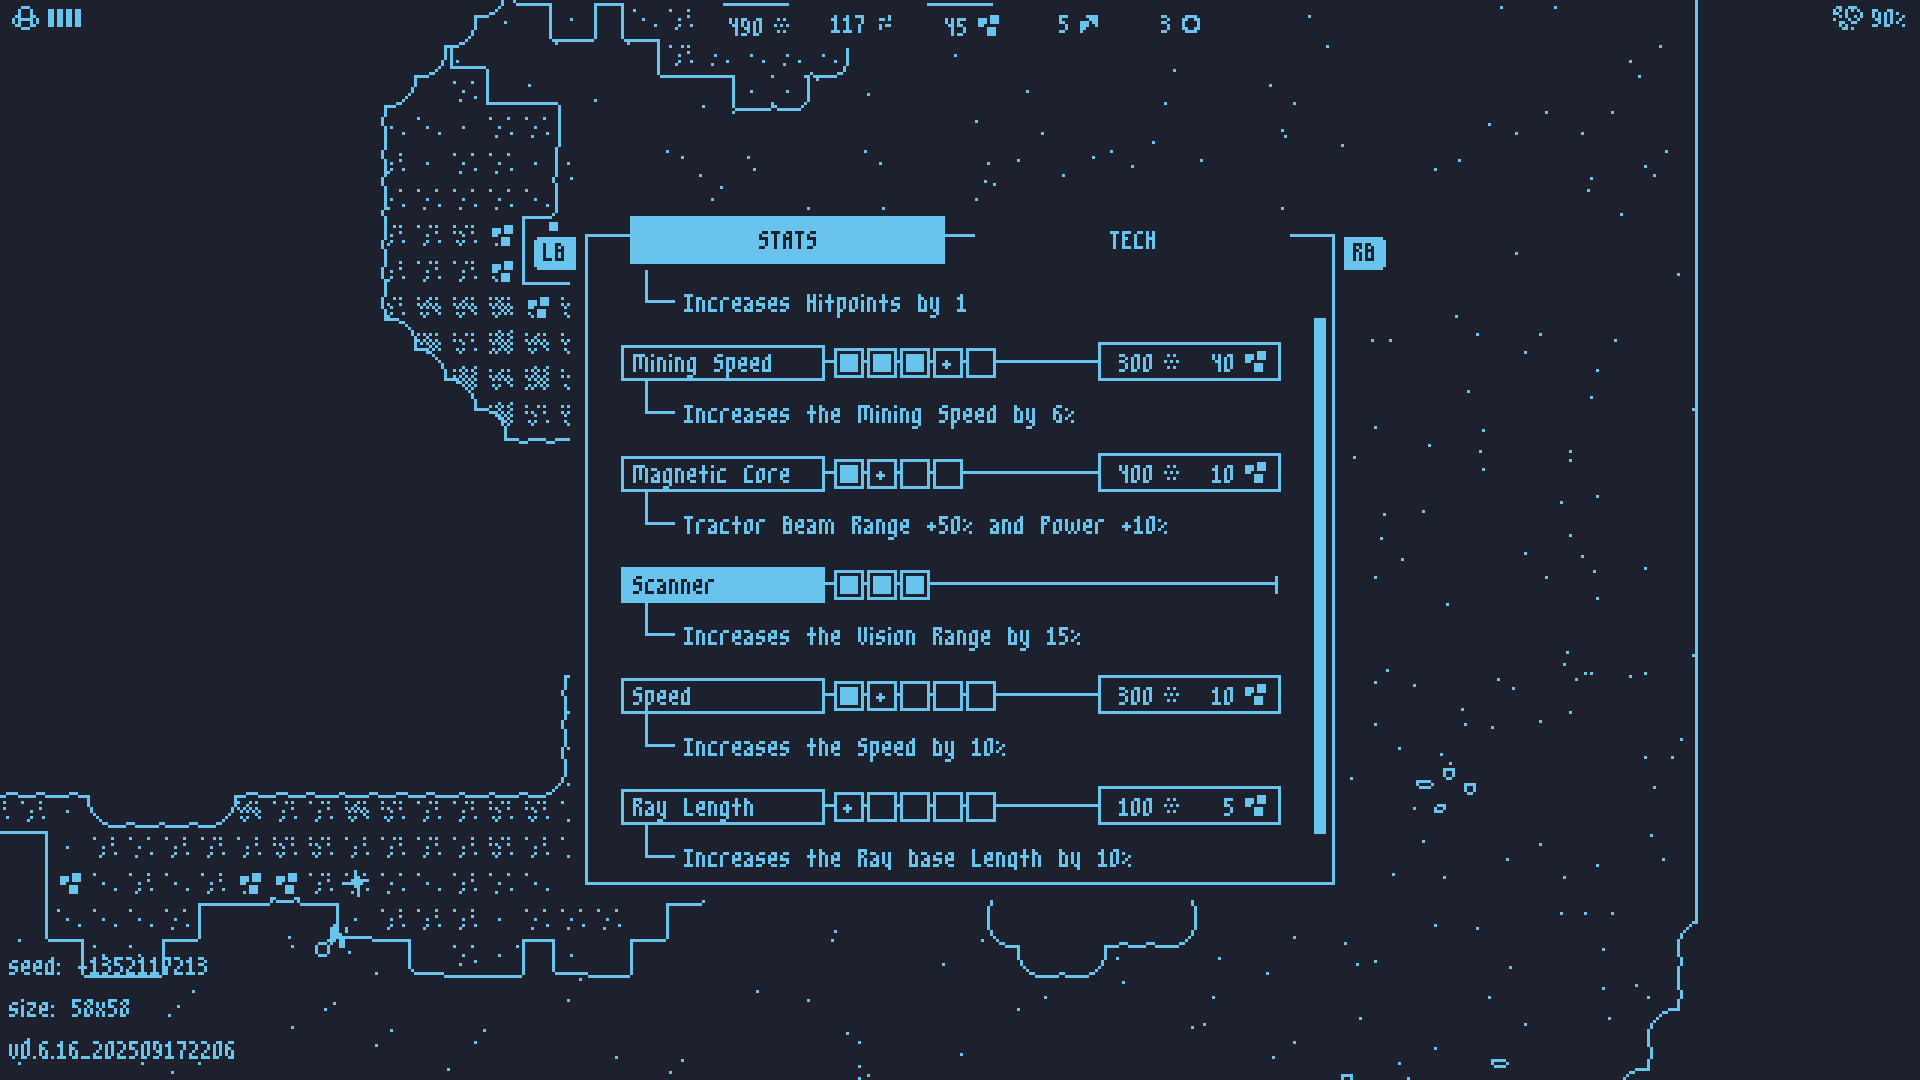 490 117 45 5 3 90%
STATS TECH
LB RB
Increases Hitpoints by 1
Mining Speed + 300 40
Increases the Mining Speed by 6%
Magnetic Core + 400 10
Tractor Beam Range +50% and Power +10%
Scanner
Increases the Vision Range by 15%
Speed + 300 10
Increases the Speed by 10%
Ray Length + 100 5
Increases the Ray base Length by 10%
seed: -1352117213
size: 58x58
v0.6.16_202509172206